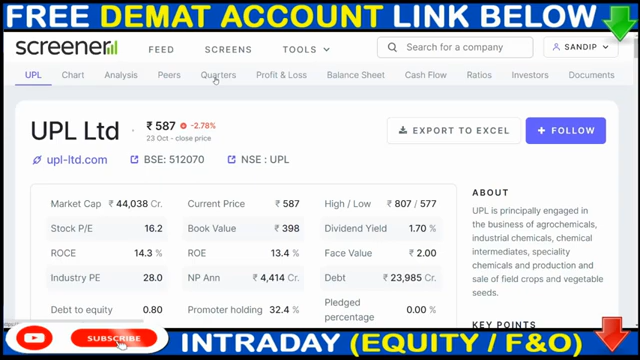 FREE DEMAT ACCOUNT LINK BELOW
screener
FEED SCREENS TOOLS
Search for a company
SANDIP
UPL Chart Analysis Peers Quarters Profit & Loss Balance Sheet Cash Flow Ratios Investors Documents
UPL Ltd
₹ 587 -2.78%
23 Oct - close price
EXPORT TO EXCEL
+ FOLLOW
upl-ltd.com BSE: 512070 NSE : UPL
Market Cap ₹ 44,038 Cr. Current Price ₹ 587 High / Low ₹ 807 / 577
Stock P/E 16.2 Book Value ₹ 398 Dividend Yield 1.70 %
ROCE 14.3 % ROE 13.4 % Face Value ₹ 2.00
Industry PE 28.0 NP Ann ₹ 4,414 Cr. Debt ₹ 23,985 Cr.
Debt to equity 0.80 Promoter holding 32.4 % Pledged percentage 0.00 %
ABOUT
UPL is principally engaged in
the business of agrochemicals,
industrial chemicals, chemical
intermediates, speciality
chemicals and production and
sale of field crops and vegetable
seeds.
KEY POINTS
SUBSCRIBE
INTRADAY (EQUITY / F&O)